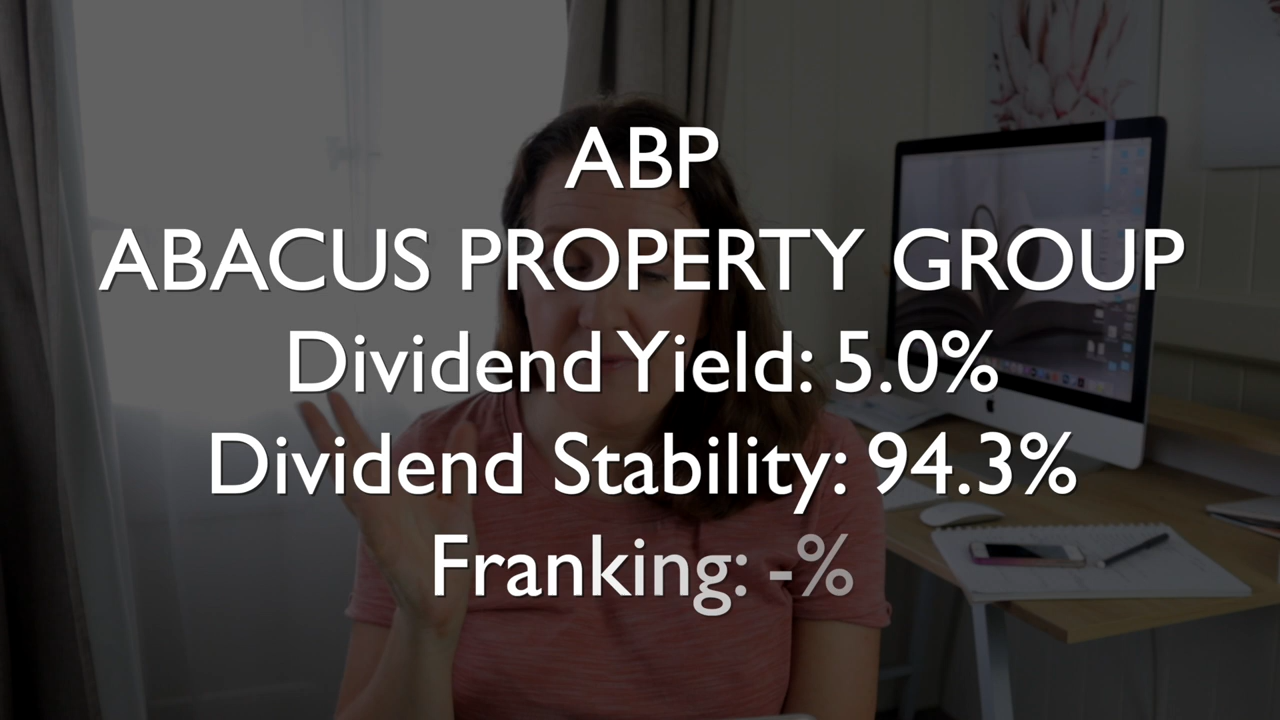 ABP
ABACUS PROPERTY GROUP
Dividend Yield: 5.0%
Dividend Stability: 94.3%
Franking: -%